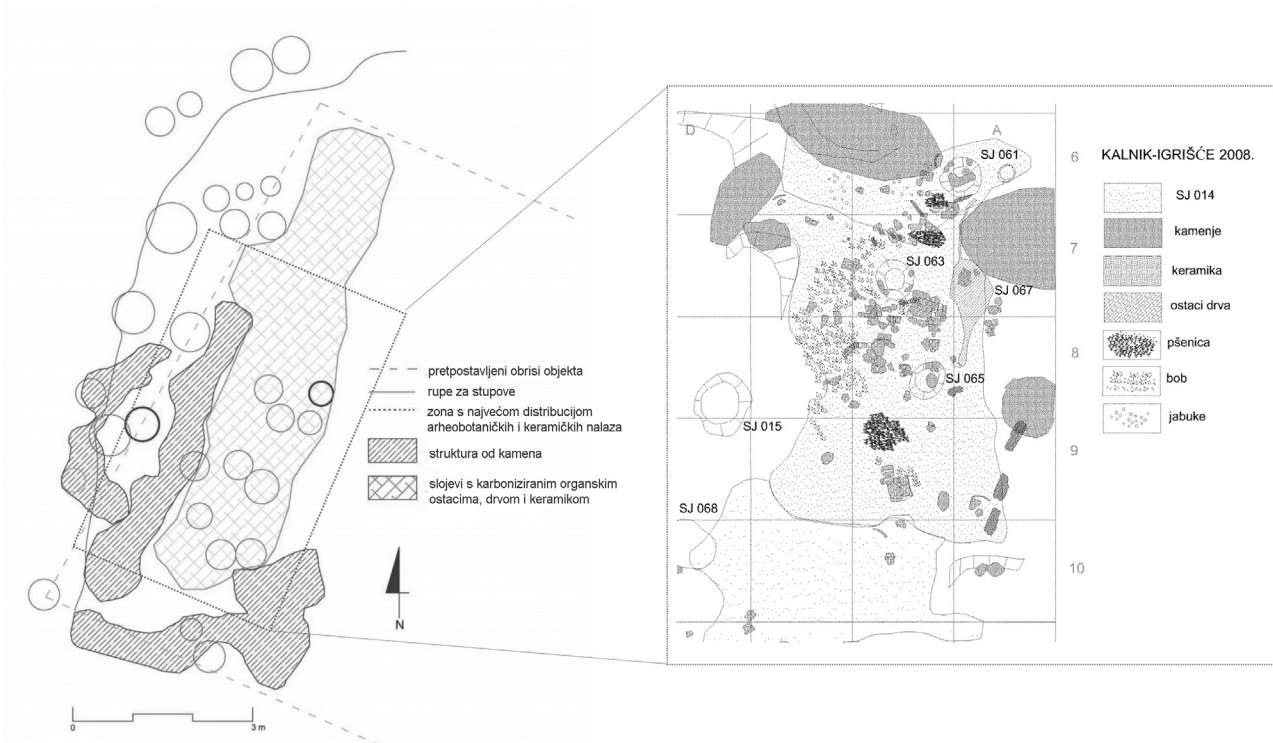 pretpostavljeni obrisi objekta
rupe za stupove
zona s najvećom distribucijom
arheobotaničkih i keramičkih nalaza
struktura od kamena
slojevi s karboniziranim organskim
ostacima, drvom i keramikom
N
0
3 m
D
B
A
6
7
8
9
10
SJ 061
SJ 063
SJ 067
SJ 065
SJ 015
SJ 068
KALNIK-IGRIŠĆE 2008.
SJ 014
kamenje
keramika
ostaci drva
pšenica
bob
jabuke